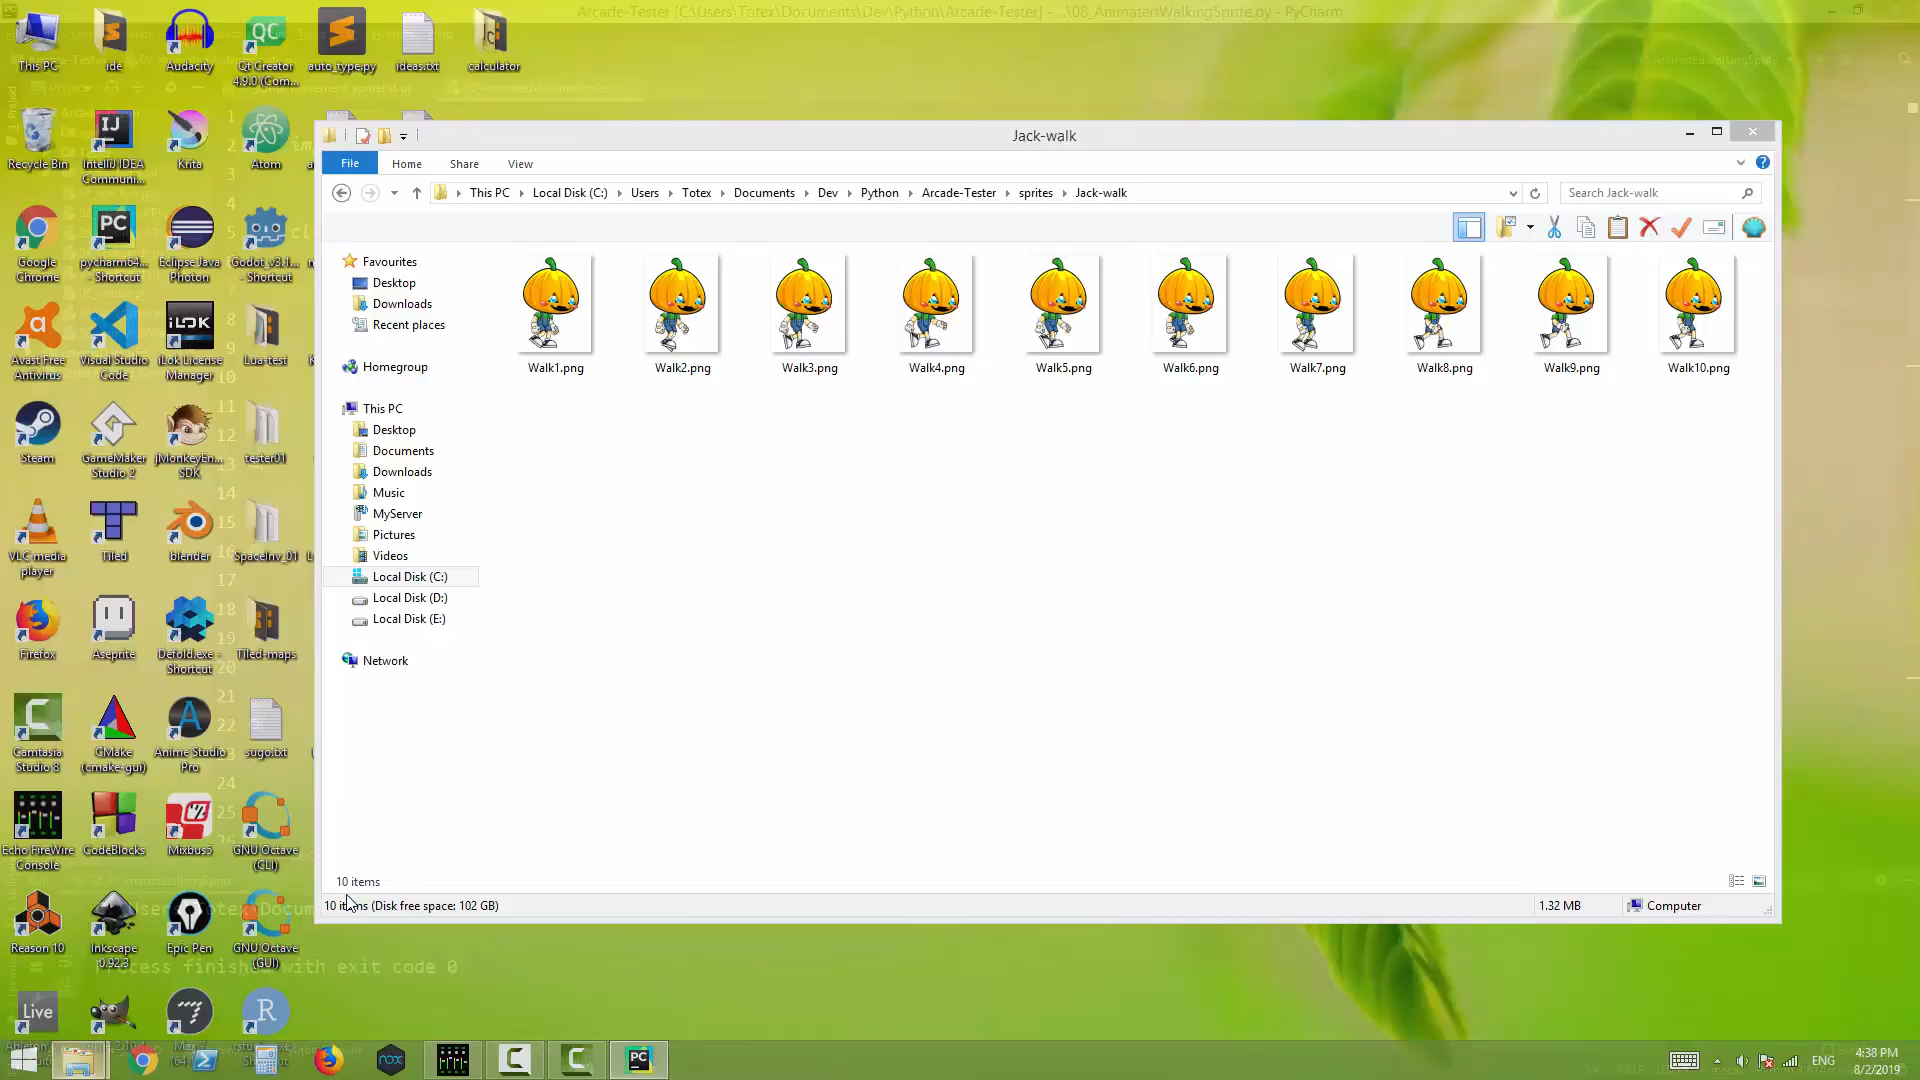 Arcade-Tester [C:\Users\Totex\Documents\Dev\Python\Arcade-Tester] - ...\08_AnimatedWalkingSprite.py - PyCharm
This PC
ide
Audacity
Qt Creator
4.9.0 (Com...
auto_type.py
ideas.txt
calculator
Recycle Bin
IntelliJ IDEA
Communi...
Krita
Atom
Google
Chrome
pycharm64...
- Shortcut
Eclipse Java
Photon
Godot_v3.1...
- Shortcut
Avast Free
Antivirus
Visual Studio
Code
iLok License
Manager
Lua-test
Steam
GameMaker
Studio 2
jMonkeyEn...
SDK
tester01
VLC media
player
Tiled
blender
SpaceInv_01
Firefox
Aseprite
Defold.exe -
Shortcut
Tiled-maps
Camtasia
Studio 8
CMake
(cmake-gui)
Anime Studio
Pro
sugo.txt
Echo FireWire
Console
CodeBlocks
Mixbus5
GNU Octave
(CLI)
Reason 10
Inkscape
0.92.3
Epic Pen
GNU Octave
(GUI)
Process finished with exit code 0
Live
Jack-walk
File
Home
Share
View
This PC
Local Disk (C:)
Users
Totex
Documents
Dev
Python
Arcade-Tester
sprites
Jack-walk
Search Jack-walk
Favourites
Desktop
Downloads
Recent places
Homegroup
This PC
Desktop
Documents
Downloads
Music
MyServer
Pictures
Videos
Local Disk (C:)
Local Disk (D:)
Local Disk (E:)
Network
Walk1.png
Walk2.png
Walk3.png
Walk4.png
Walk5.png
Walk6.png
Walk7.png
Walk8.png
Walk9.png
Walk10.png
10 items
10 items (Disk free space: 102 GB)
1.32 MB
Computer
ENG
4:38 PM
8/2/2019